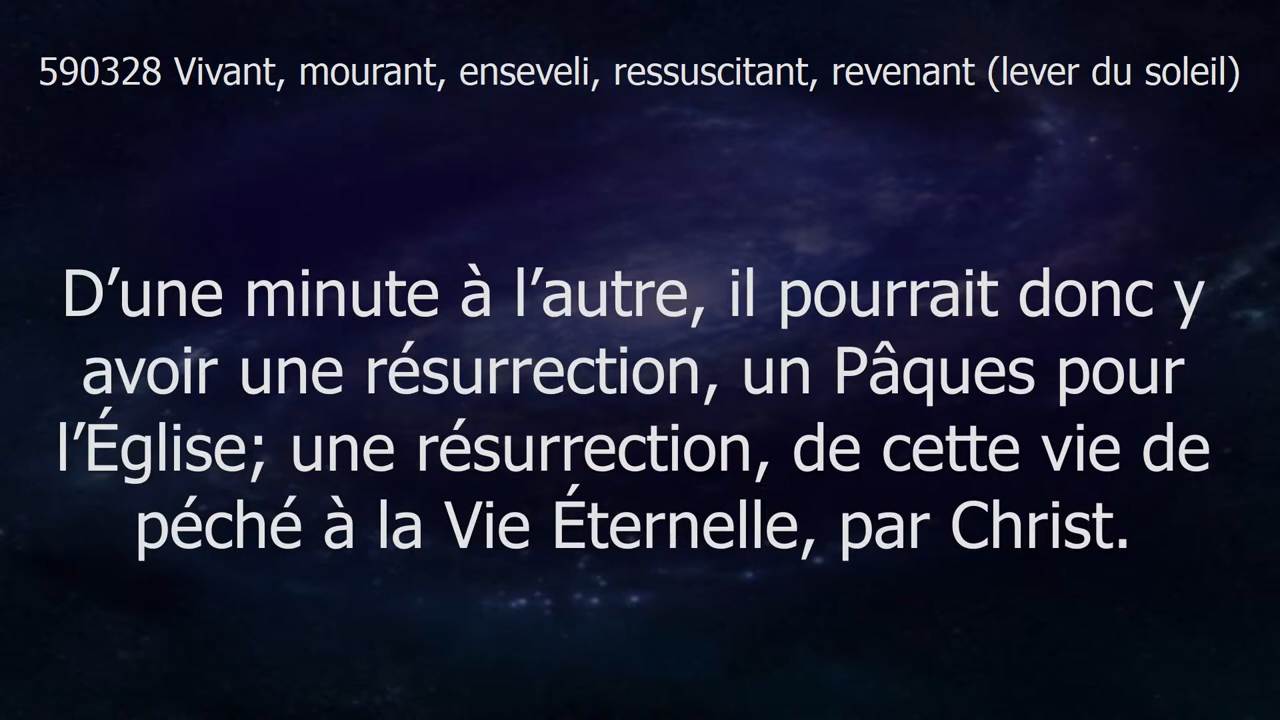 590328 Vivant, mourant, enseveli, ressuscitant, revenant (lever du soleil)
D’une minute à l’autre, il pourrait donc y
avoir une résurrection, un Pâques pour
l’Église; une résurrection, de cette vie de
péché à la Vie Éternelle, par Christ.